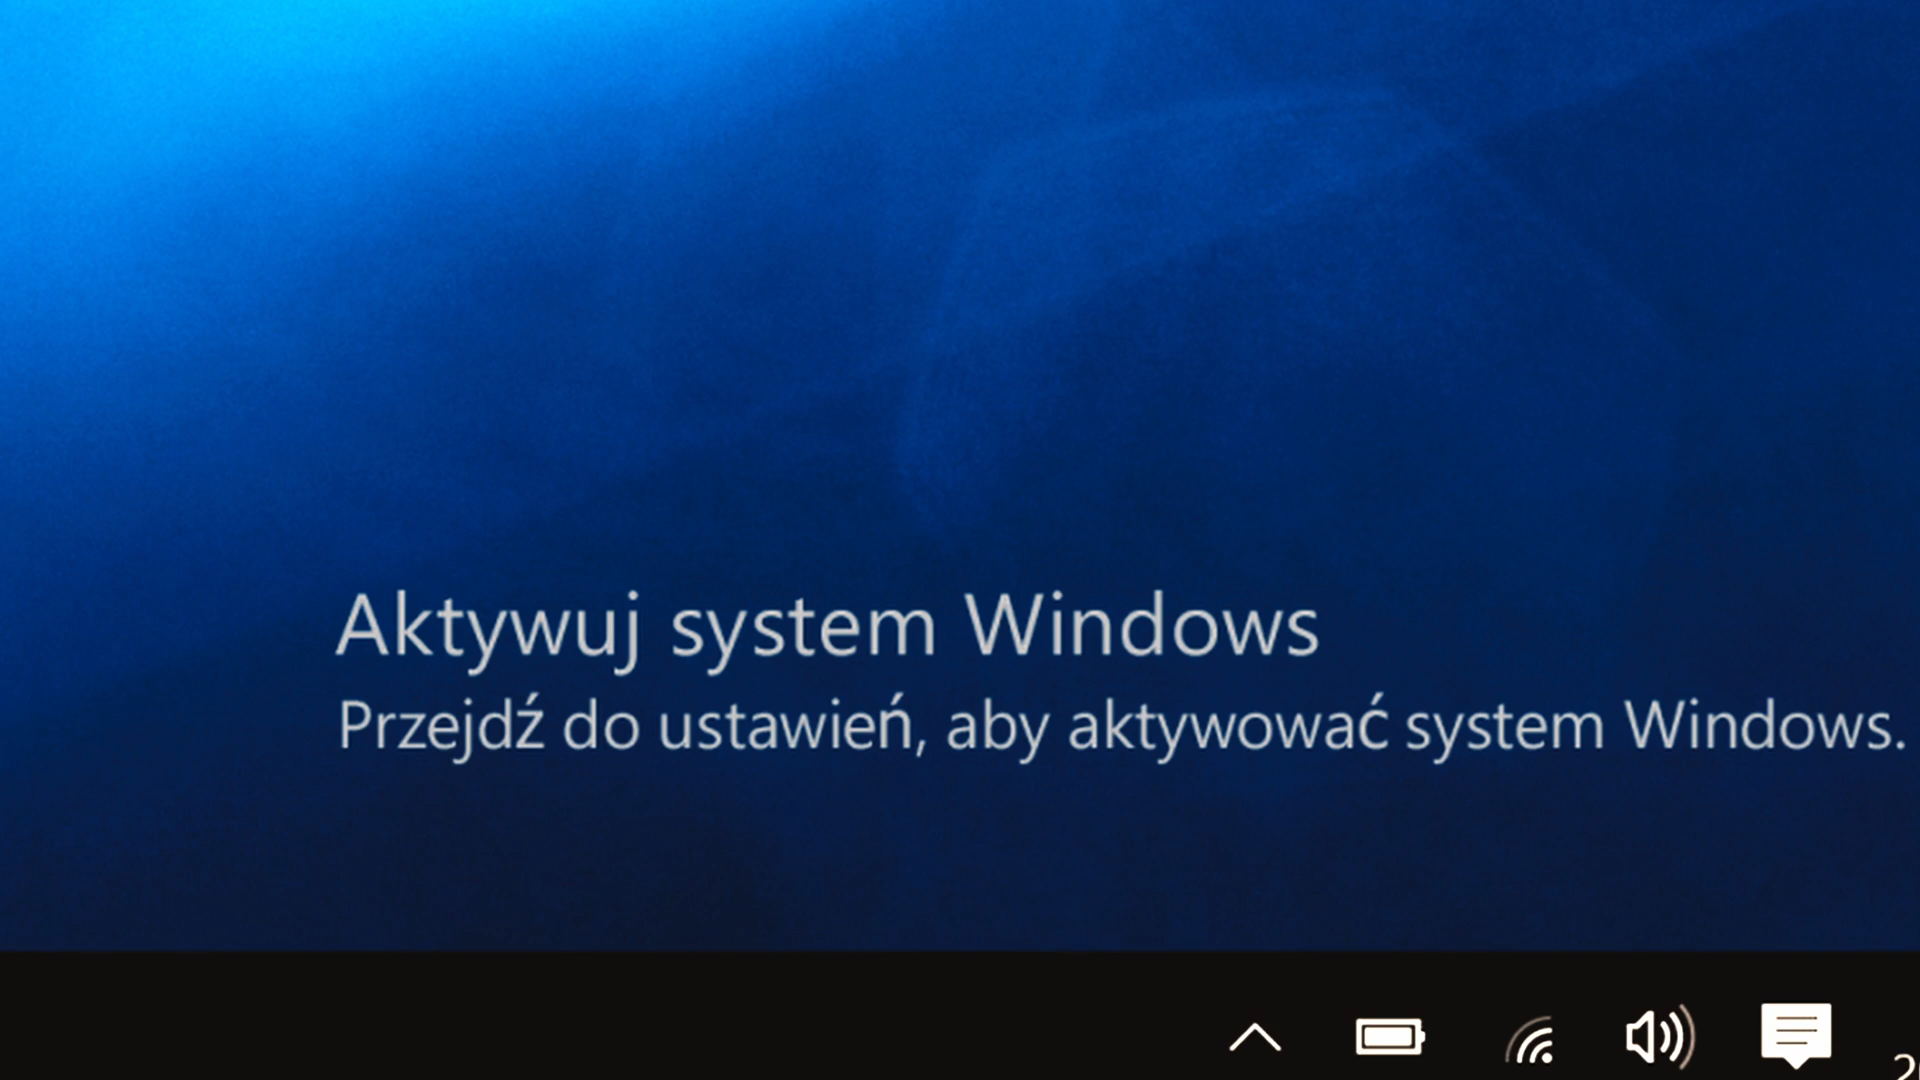 Aktywuj system Windows
Przejdź do ustawień, aby aktywować system Windows.